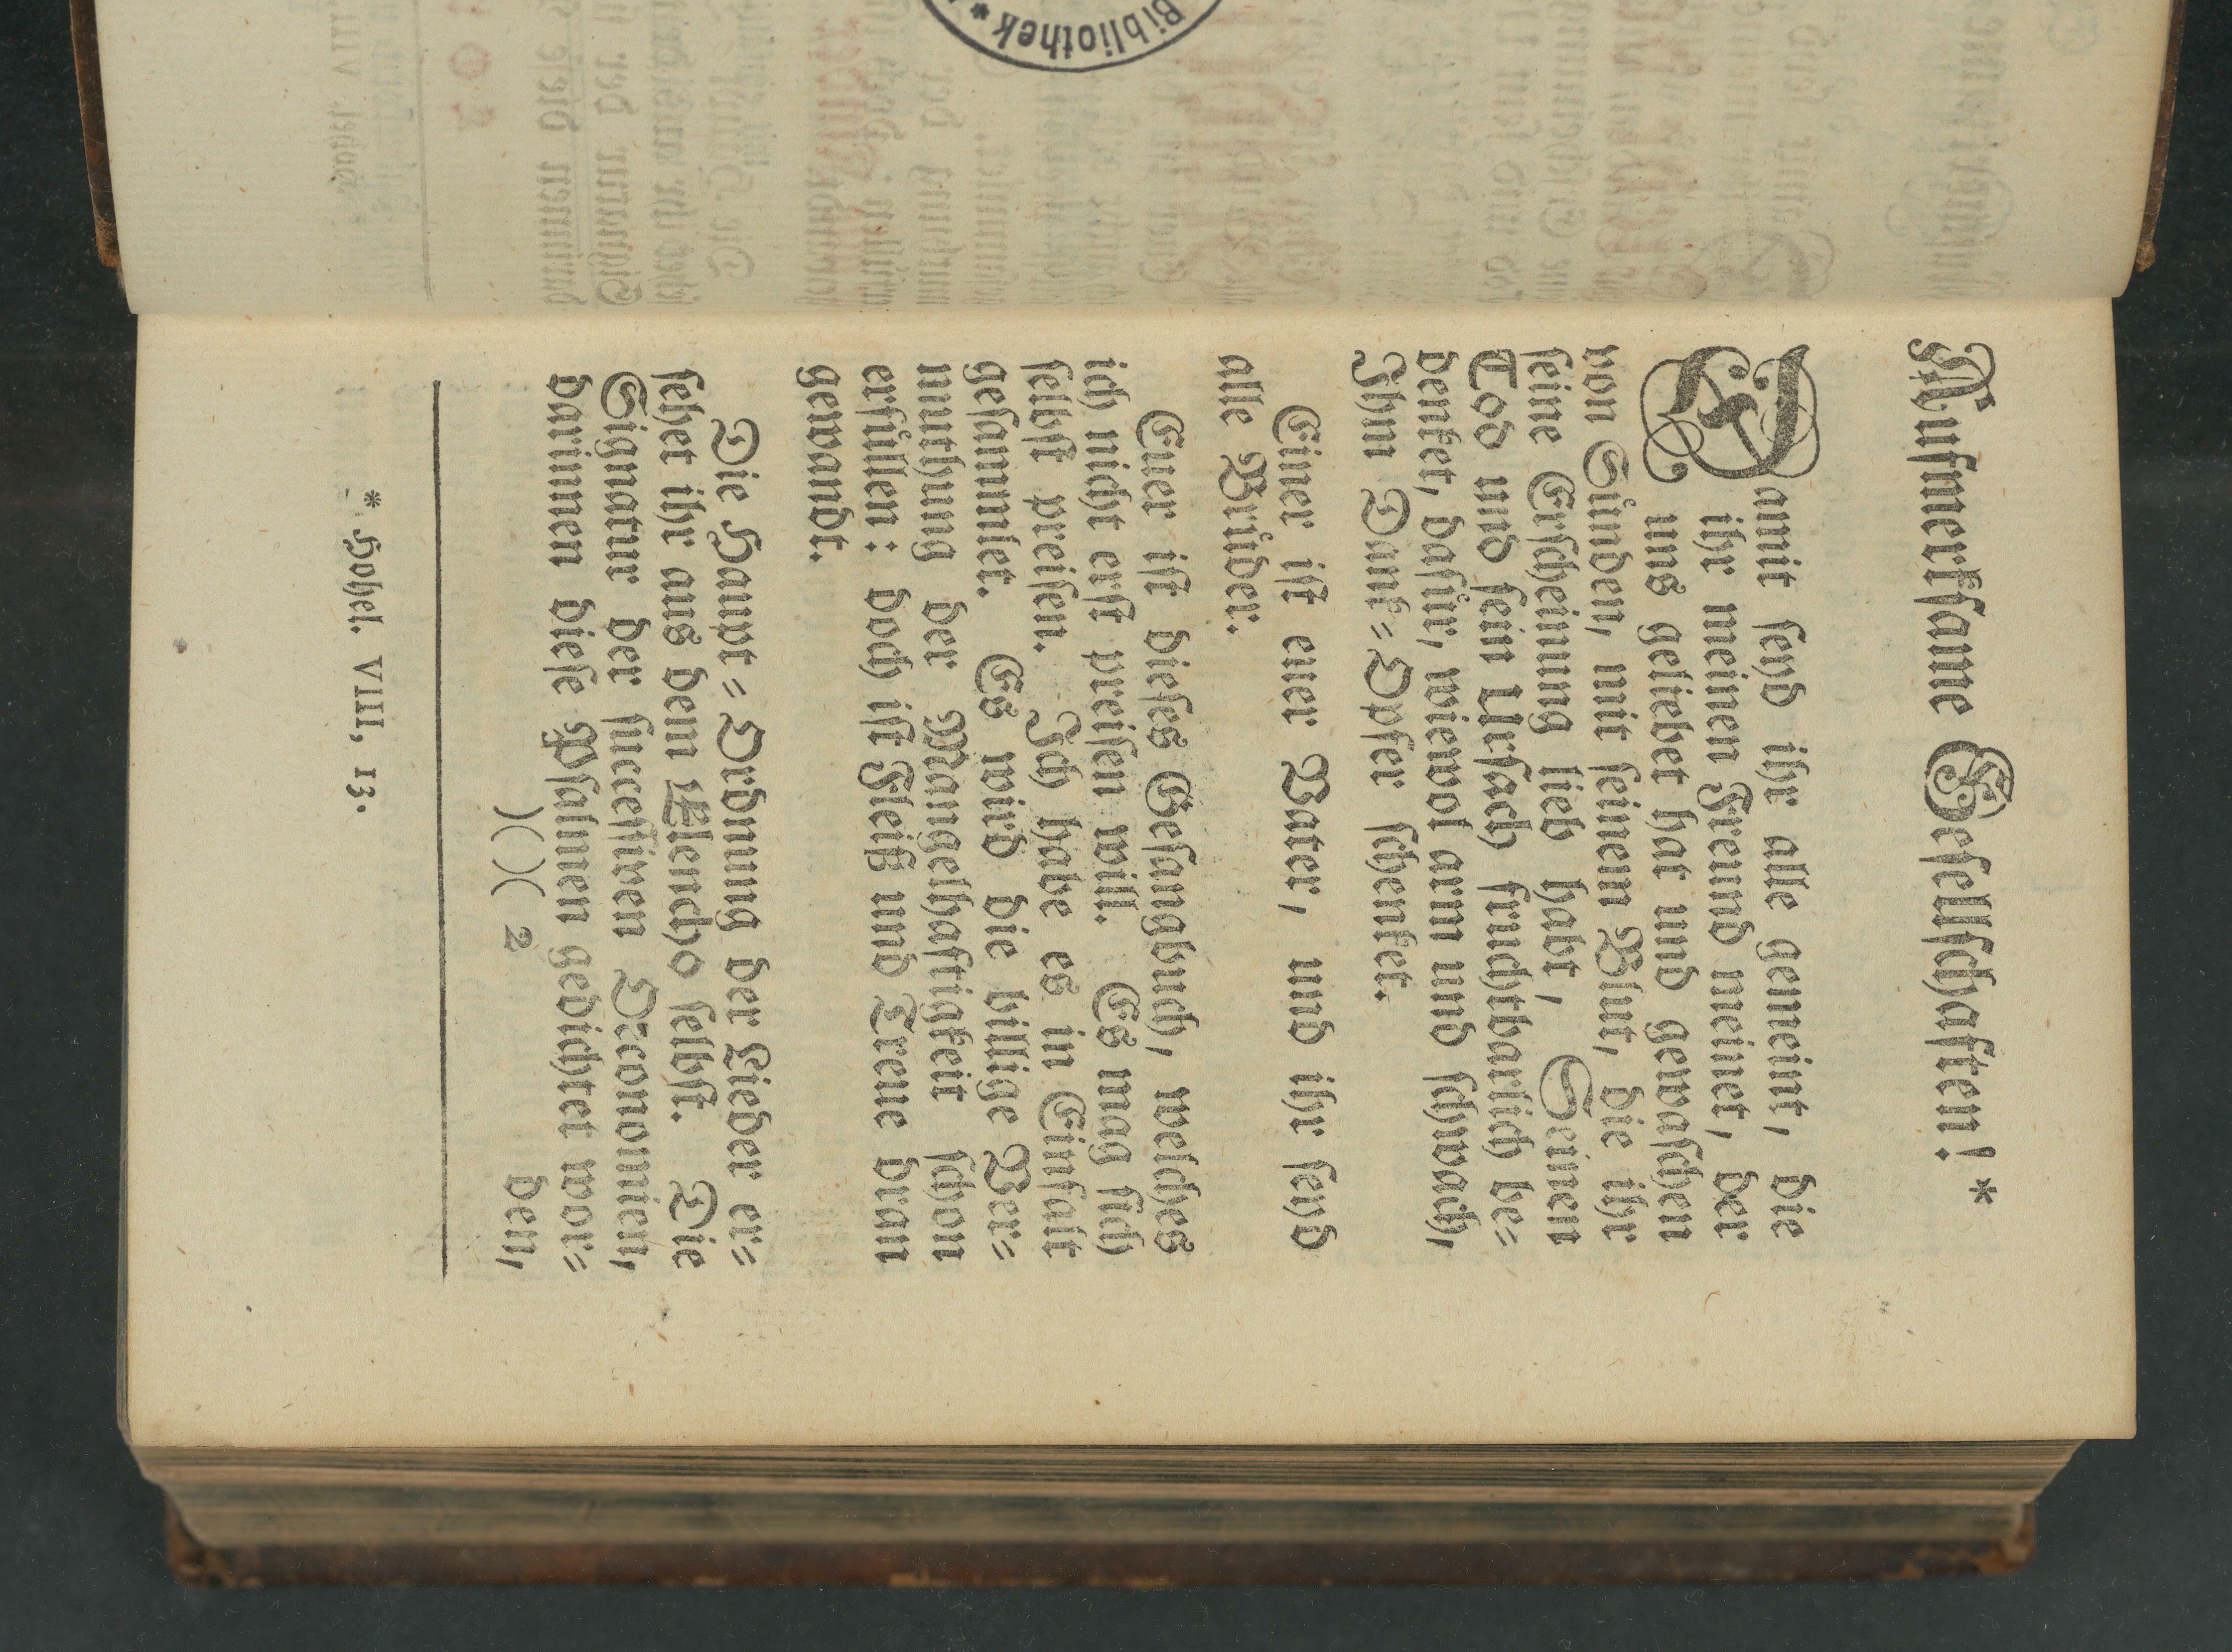 Aufmerksame Gesellschaften! *
Damit seyd ihr alle gemeint, die
ihr meinen Freund meinet, der
uns geliebet hat und gewaschen
von Sünden, mit seinem Blut, die ihr
seine Erscheinung lieb habt, Seinen
Tod und sein Ursach fruchtbarlich be=
denket, dafür, wiewol arm und schwach,
Ihm Dank=Opfer schenket.
Einer ist euer Vater, und ihr seyd
alle Brüder.
Euer ist dieses Gesangbuch, welches
ich nicht erst preisen will. Es mag sich
selbst preisen. Ich habe es in Einfalt
gesammlet. Es wird die billige Ver=
muthung der Mangelhaftigkeit schon
erfüllen: doch ist Fleiß und Treue dran
gewandt.
Die Haupt=Ordnung der Lieder er=
sehet ihr aus dem Elencho selbst. Die
Signatur der successiven Oeconomien,
darinnen diese Psalmen gedichtet wor=
)( )( 2 den,
* Hohel. VIII, 13.
Bibliothek *